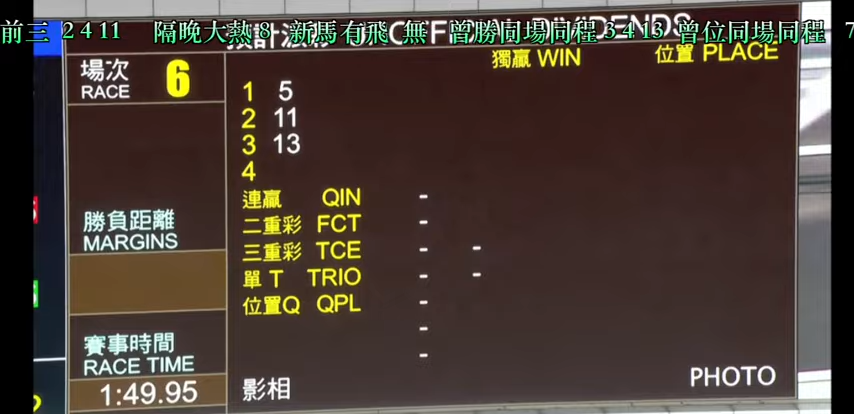 前三 2 4 11 隔晚大熱 8 新馬有飛 無 曾勝同場同程 3 4 13 曾位同場同程 7
DIVIDENDS
獨贏 WIN 位置 PLACE
場次 RACE 6
1 5
2 11
3 13
4
連贏 QIN -
二重彩 FCT -
三重彩 TCE - -
單 T TRIO - -
位置Q QPL -
-
-
勝負距離
MARGINS
賽事時間
RACE TIME
1:49.95
影相 PHOTO